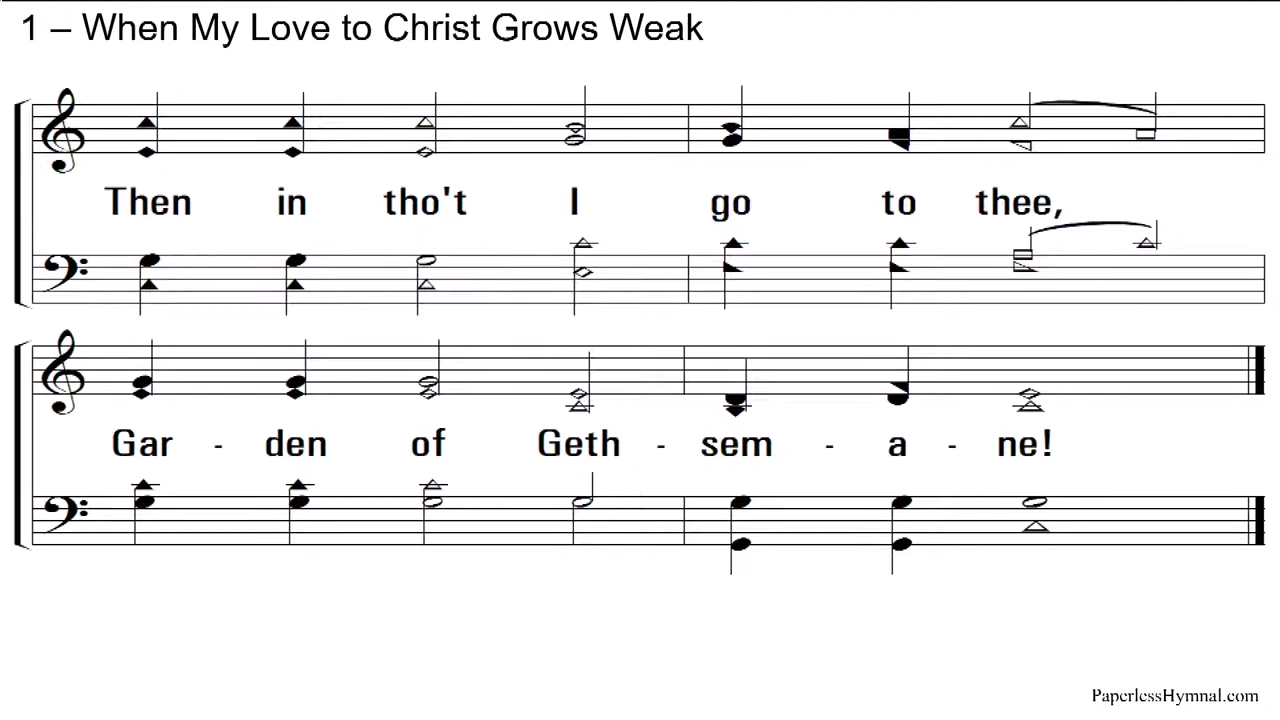 1 – When My Love to Christ Grows Weak
Then in tho't I go to thee,
Gar - den of Geth - sem - a - ne!
PaperlessHymnal.com